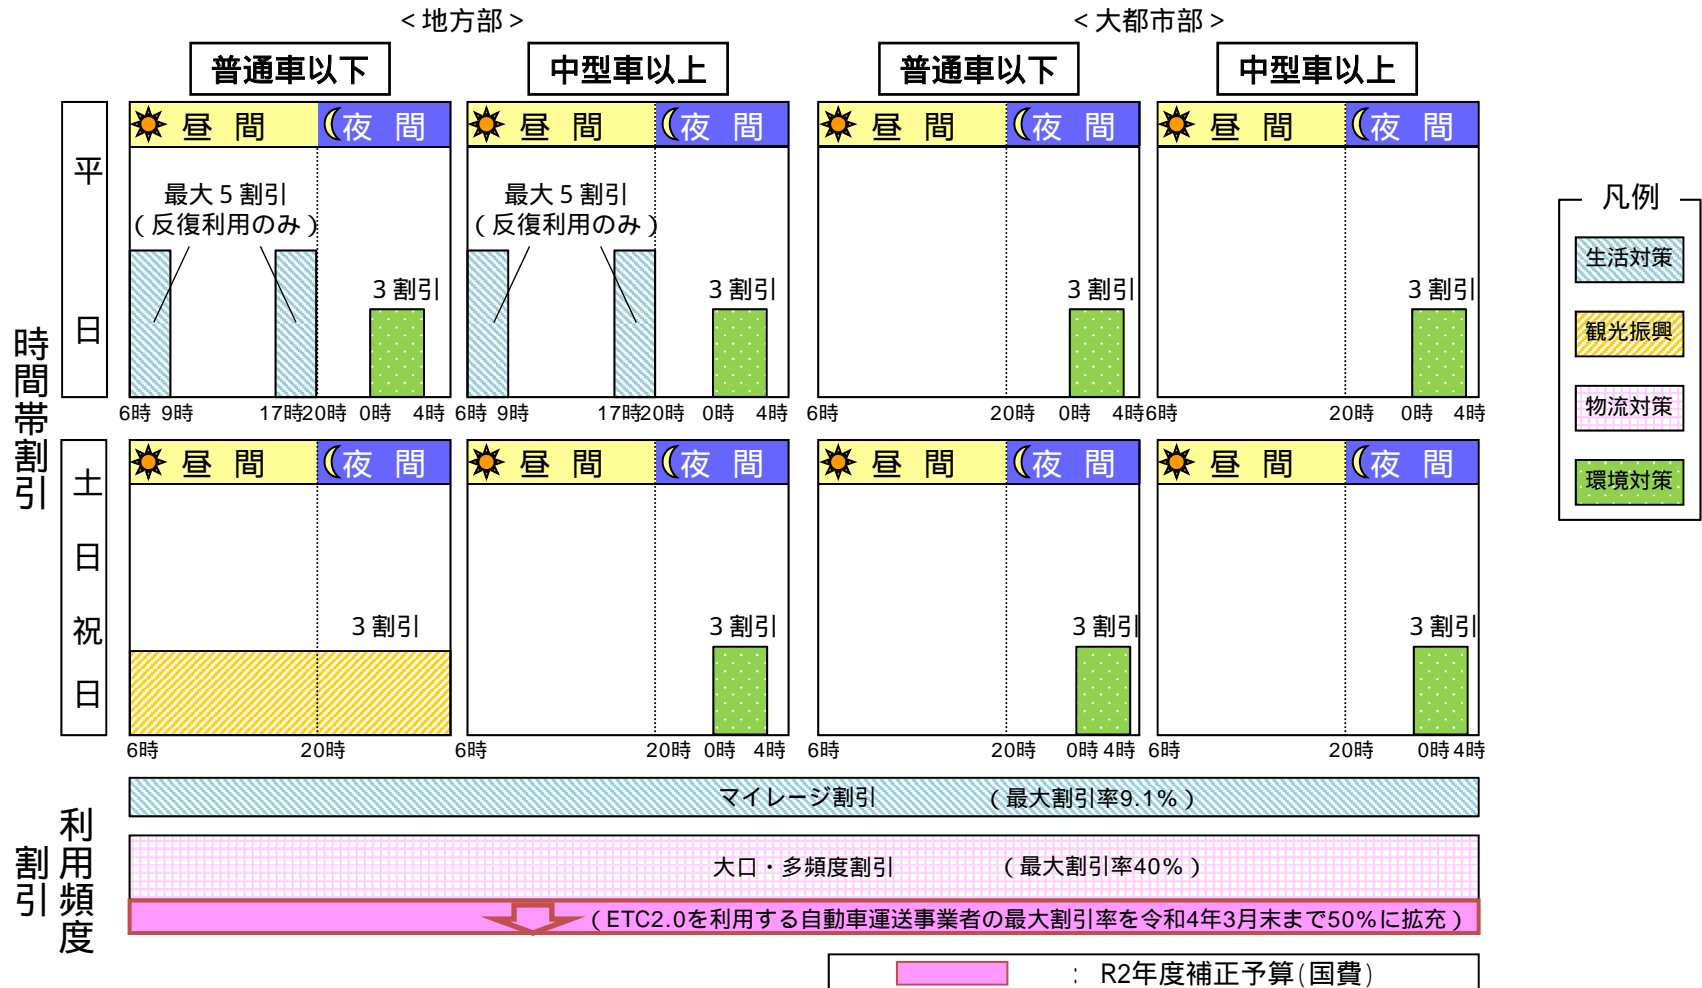 ＜地方部＞
＜大都市部＞
普通車以下
中型車以上
普通車以下
中型車以上
時間帯割引
平日
昼間
夜間
最大５割引
（反復利用のみ）
３割引
6時 9時 17時20時 0時 4時
昼間
夜間
最大５割引
（反復利用のみ）
３割引
6時 9時 17時20時 0時 4時
昼間
夜間
３割引
6時 20時 0時 4時
昼間
夜間
３割引
6時 20時 0時 4時
土日祝日
昼間
夜間
３割引
6時 20時
昼間
夜間
３割引
6時 20時 0時 4時
昼間
夜間
３割引
6時 20時 0時 4時
昼間
夜間
３割引
6時 20時 0時 4時
利用頻度
割引
マイレージ割引 （最大割引率9.1％）
大口・多頻度割引 （最大割引率40％）
（ETC2.0を利用する自動車運送事業者の最大割引率を令和4年3月末まで50％に拡充）
： R2年度補正予算(国費)
凡例
生活対策
観光振興
物流対策
環境対策